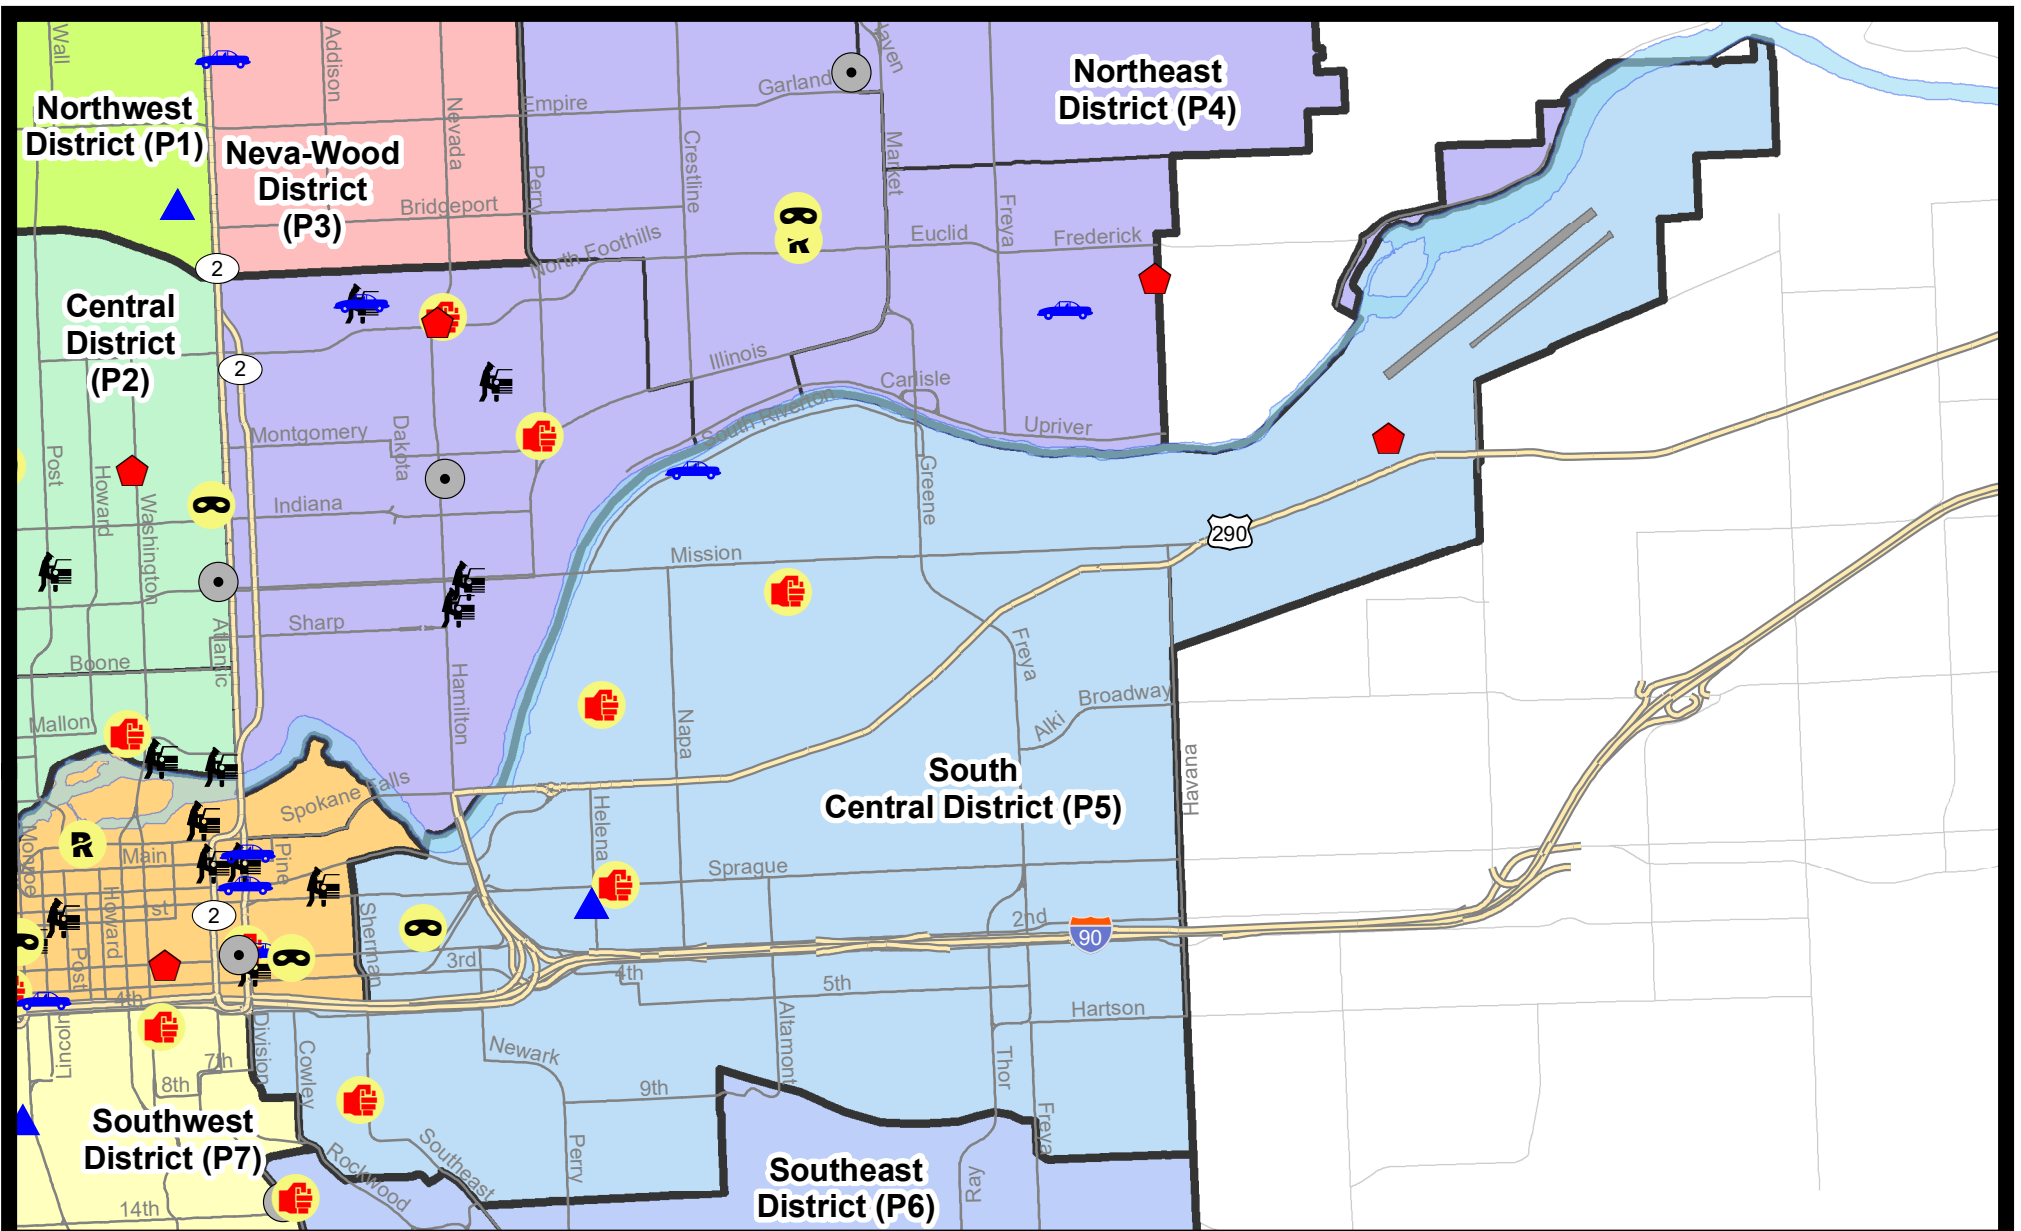 Wall
Addison
Nevada
Empire
Garland
Haven
Northeast
District (P4)
Northwest
District (P1)
Neva-Wood
District
(P3)
Perry
Crestline
Market
Freya
Bridgeport
North Foothills
Euclid
Frederick
2
Central
District
(P2)
2
Illinois
Carlisle
South Riverton
Upriver
Post
Howard
Washington
Montgomery
Dakota
Greene
Indiana
290
Mission
Sharp
Atlantic
Boone
Hamilton
Freya
Broadway
Alki
Mallon
Napa
Havana
South
Central District (P5)
Spokane Falls
Helena
Monroe
R
Main
Pine
Howard
st
2
Sherman
Sprague
2nd
90
Post
3rd
4th
4th
5th
Altamont
Hartson
Lincoln
Division
Cowley
7th
8th
Newark
9th
Thor
Freya
Southwest
District (P7)
Rockwood
Southeast
Perry
Southeast
District (P6)
Ray
14th